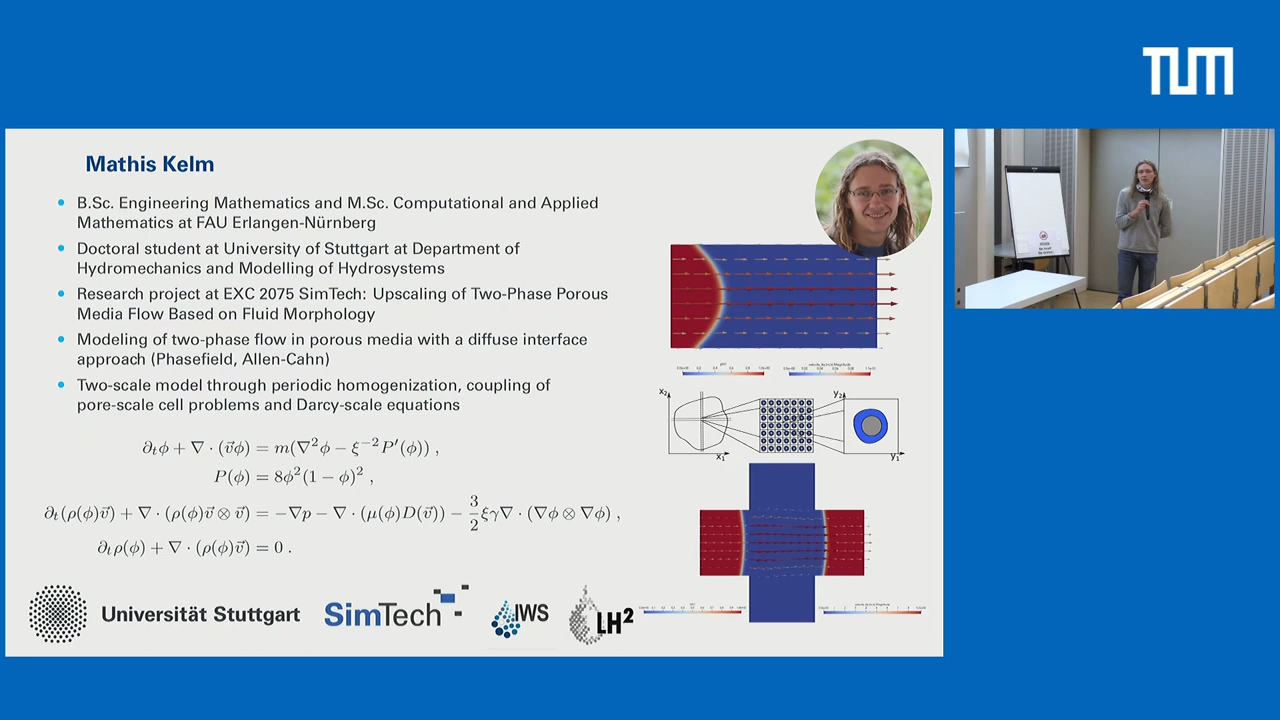 TUM
Mathis Kelm
• B.Sc. Engineering Mathematics and M.Sc. Computational and Applied
Mathematics at FAU Erlangen-Nürnberg
• Doctoral student at University of Stuttgart at Department of
Hydromechanics and Modelling of Hydrosystems
• Research project at EXC 2075 SimTech: Upscaling of Two-Phase Porous
Media Flow Based on Fluid Morphology
• Modeling of two-phase flow in porous media with a diffuse interface
approach (Phasefield, Allen-Cahn)
• Two-scale model through periodic homogenization, coupling of
pore-scale cell problems and Darcy-scale equations
∂ₜϕ + ∇ · (v⃗ϕ) = m(∇²ϕ − ξ⁻²P′(ϕ)) ,
P(ϕ) = 8ϕ²(1 − ϕ)² ,
∂ₜ(ρ(ϕ)v⃗) + ∇ · (ρ(ϕ)v⃗ ⊗ v⃗) = −∇p − ∇ · (μ(ϕ)D(v⃗)) − 3/2 ξγ∇ · (∇ϕ ⊗ ∇ϕ) ,
∂ₜρ(ϕ) + ∇ · (ρ(ϕ)v⃗) = 0 .
x₂
x₁
y₂
y₁
Universität Stuttgart
SimTech
IWS
LH²